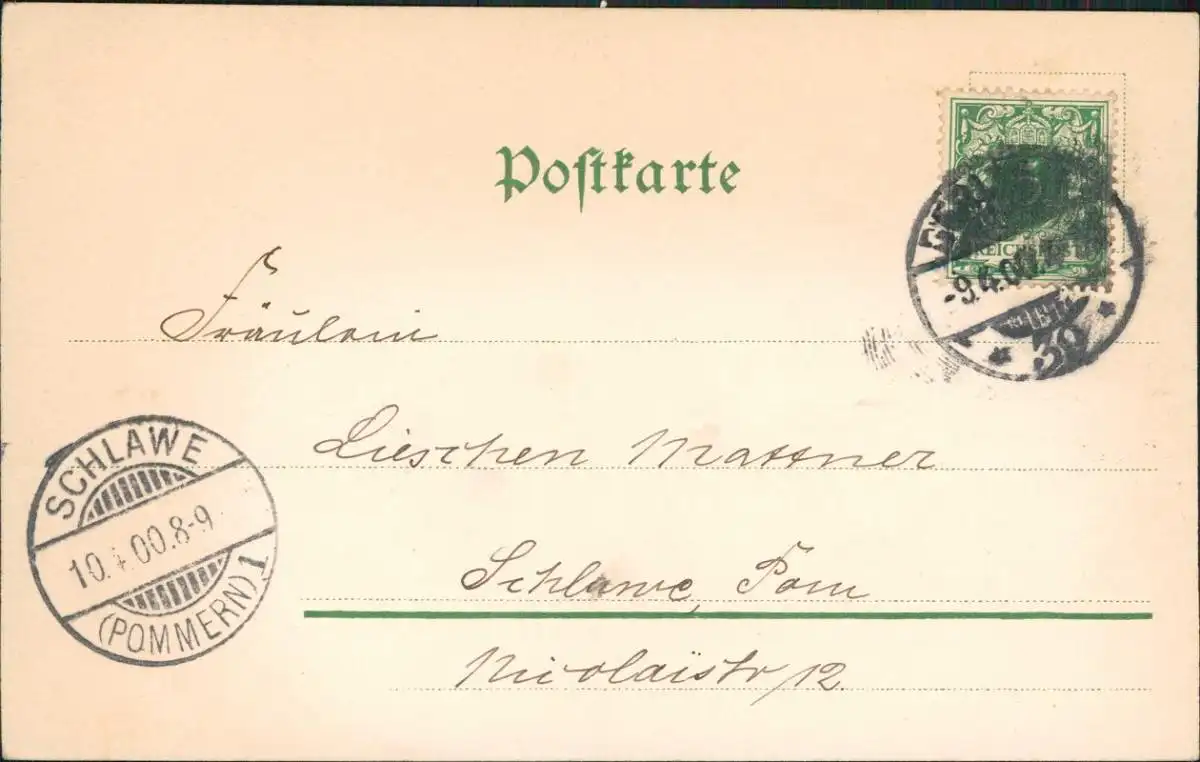 Postkarte
REICHSPOST
-9.4.00.
30
Fräulein
Lieschen Mattner
SCHLAWE
10.4.00.8-9
(POMMERN) 1
Schlawe, Pom
Nicolaistr 12.